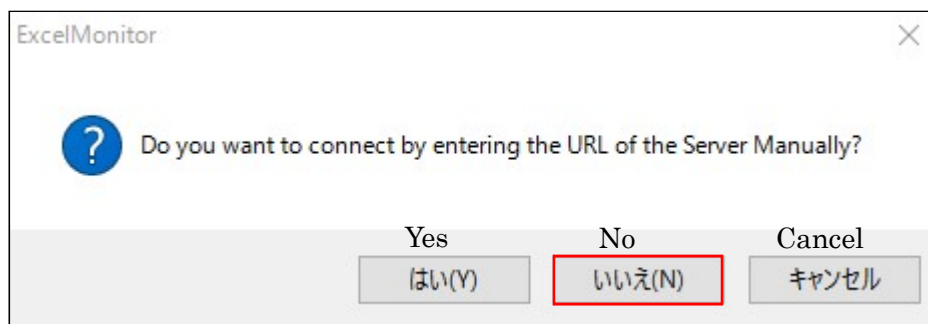 ExcelMonitor
Do you want to connect by entering the URL of the Server Manually?
Yes No Cancel
はい(Y) いいえ(N) キャンセル